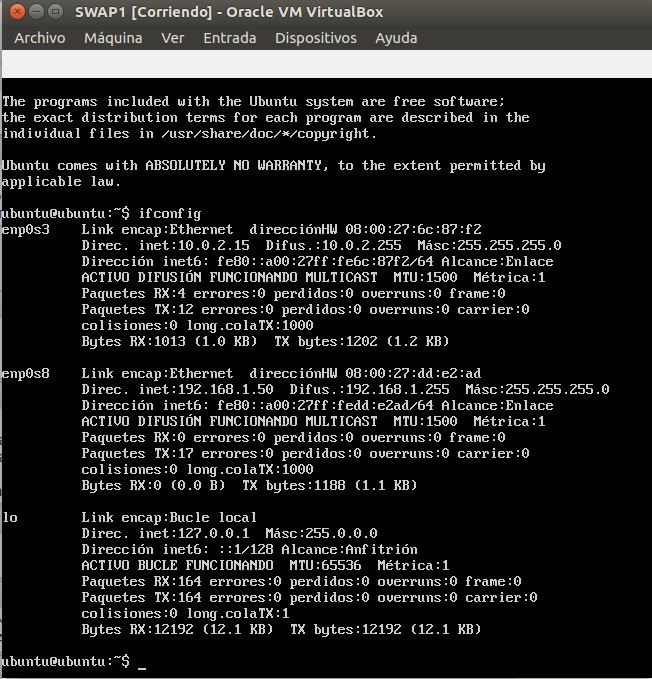 SWAP1 [Corriendo] - Oracle VM VirtualBox
Archivo Máquina Ver Entrada Dispositivos Ayuda
The programs included with the Ubuntu system are free software;
the exact distribution terms for each program are described in the
individual files in /usr/share/doc/*/copyright.
Ubuntu comes with ABSOLUTELY NO WARRANTY, to the extent permitted by
applicable law.
ubuntu@ubuntu:~$ ifconfig
enp0s3 Link encap:Ethernet direcciónHW 08:00:27:6c:87:f2
Direc. inet:10.0.2.15 Difus.:10.0.2.255 Másc:255.255.255.0
Dirección inet6: fe80::a00:27ff:fe6c:87f2/64 Alcance:Enlace
ACTIVO DIFUSIÓN FUNCIONANDO MULTICAST MTU:1500 Métrica:1
Paquetes RX:4 errores:0 perdidos:0 overruns:0 frame:0
Paquetes TX:12 errores:0 perdidos:0 overruns:0 carrier:0
colisiones:0 long.colaTX:1000
Bytes RX:1013 (1.0 KB) TX bytes:1202 (1.2 KB)
enp0s8 Link encap:Ethernet direcciónHW 08:00:27:dd:e2:ad
Direc. inet:192.168.1.50 Difus.:192.168.1.255 Másc:255.255.255.0
Dirección inet6: fe80::a00:27ff:fedd:e2ad/64 Alcance:Enlace
ACTIVO DIFUSIÓN FUNCIONANDO MULTICAST MTU:1500 Métrica:1
Paquetes RX:0 errores:0 perdidos:0 overruns:0 frame:0
Paquetes TX:17 errores:0 perdidos:0 overruns:0 carrier:0
colisiones:0 long.colaTX:1000
Bytes RX:0 (0.0 B) TX bytes:1188 (1.1 KB)
lo Link encap:Bucle local
Direc. inet:127.0.0.1 Másc:255.0.0.0
Dirección inet6: ::1/128 Alcance:Anfitrión
ACTIVO BUCLE FUNCIONANDO MTU:65536 Métrica:1
Paquetes RX:164 errores:0 perdidos:0 overruns:0 frame:0
Paquetes TX:164 errores:0 perdidos:0 overruns:0 carrier:0
colisiones:0 long.colaTX:1
Bytes RX:12192 (12.1 KB) TX bytes:12192 (12.1 KB)
ubuntu@ubuntu:~$ _